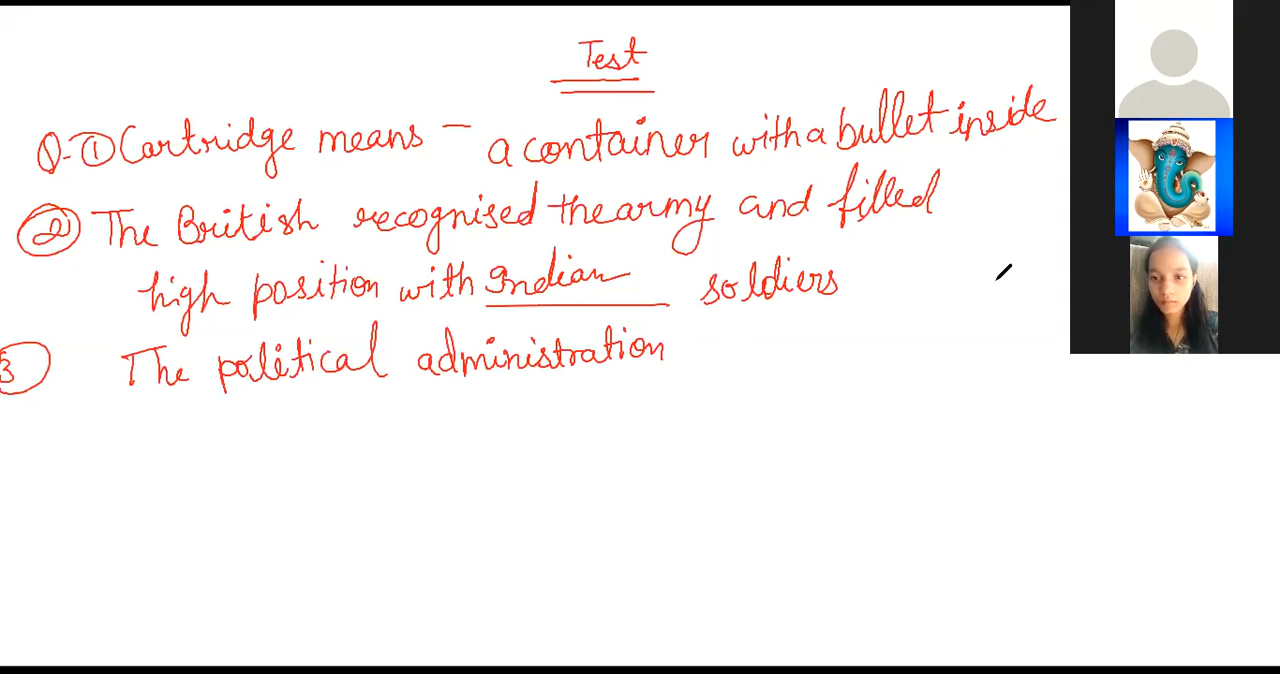 Test
Q-① Cartridge means - a container with a bullet inside
② The British recognised the army and filled
high position with Indian soldiers
③ The political administration